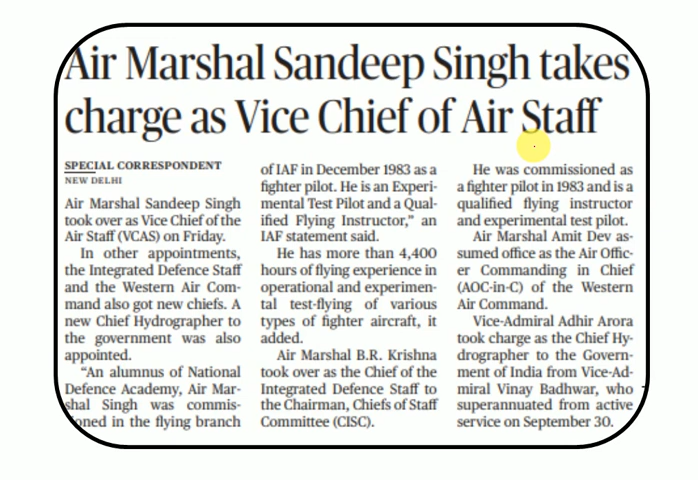 Air Marshal Sandeep Singh takes
charge as Vice Chief of Air Staff
SPECIAL CORRESPONDENT
NEW DELHI
Air Marshal Sandeep Singh
took over as Vice Chief of the
Air Staff (VCAS) on Friday.
In other appointments,
the Integrated Defence Staff
and the Western Air Com-
mand also got new chiefs. A
new Chief Hydrographer to
the government was also
appointed.
"An alumnus of National
Defence Academy, Air Mar-
shal Singh was commis-
sioned in the flying branch
of IAF in December 1983 as a
fighter pilot. He is an Experi-
mental Test Pilot and a Qual-
ified Flying Instructor," an
IAF statement said.
He has more than 4,400
hours of flying experience in
operational and experimen-
tal test-flying of various
types of fighter aircraft, it
added.
Air Marshal B.R. Krishna
took over as the Chief of the
Integrated Defence Staff to
the Chairman, Chiefs of Staff
Committee (CISC).
He was commissioned as
a fighter pilot in 1983 and is a
qualified flying instructor
and experimental test pilot.
Air Marshal Amit Dev as-
sumed office as the Air Offic-
er Commanding in Chief
(AOC-in-C) of the Western
Air Command.
Vice-Admiral Adhir Arora
took charge as the Chief Hy-
drographer to the Govern-
ment of India from Vice-Ad-
miral Vinay Badhwar, who
superannuated from active
service on September 30.